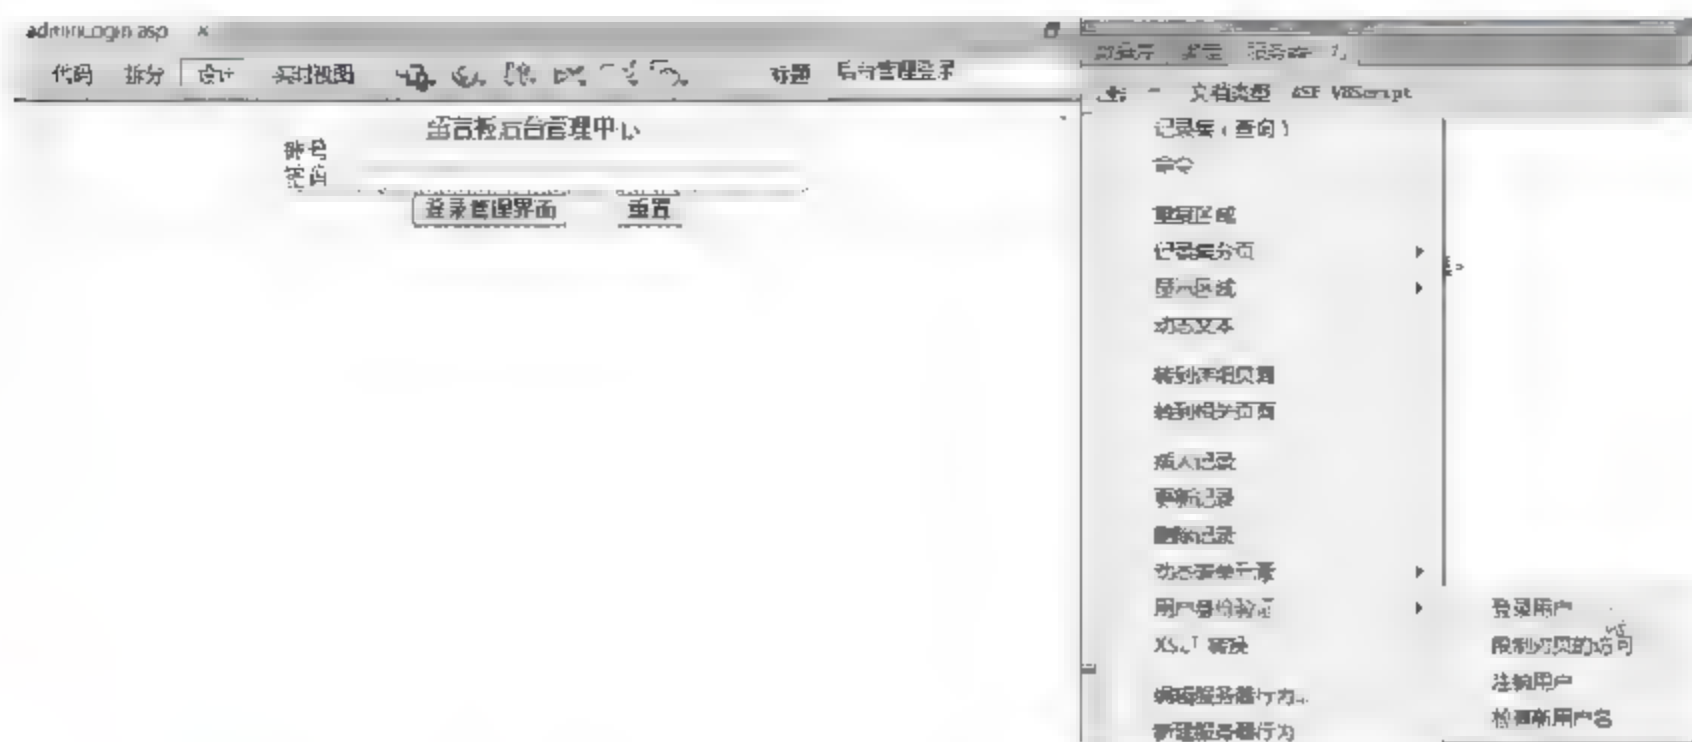 adminLogin.asp ×
代码 拆分 设计 实时视图 标题 后台管理登录
留言板后台管理中心
账号
密码
登录管理界面 重置
数据库 绑定 服务器行
文档类型 ASP VBScript
记录集(查询)
命令
重复区域
记录集分页
显示区域
动态文本
转到详细页面
转到相关页面
插入记录
更新记录
删除记录
动态表单元素
用户身份验证
XSLT 转换
编辑服务器行为...
新建服务器行为
登录用户
限制对页的访问
注销用户
检查新用户名